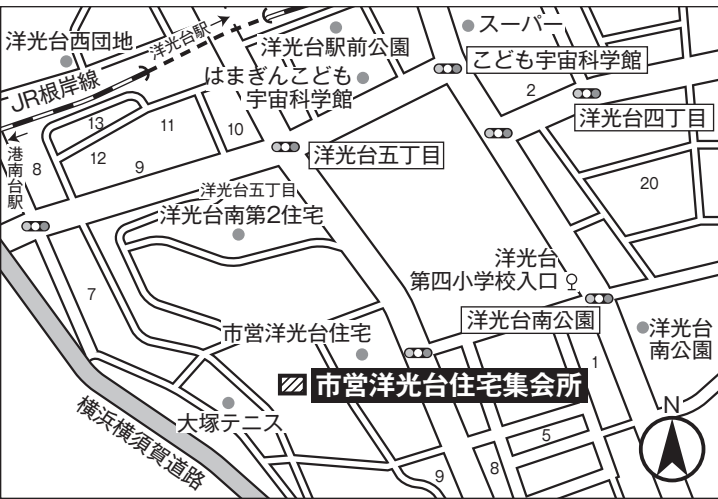 洋光台西団地
洋光台駅
洋光台駅前公園
スーパー
はまぎんこども
宇宙科学館
こども宇宙科学館
JR根岸線
2
洋光台四丁目
13
11
10
12
9
8
港南台駅
洋光台五丁目
20
洋光台五丁目
洋光台南第2住宅
洋光台
第四小学校入口
7
洋光台南公園
市営洋光台住宅
洋光台
南公園
1
市営洋光台住宅集会所
大塚テニス
横浜横須賀道路
N
5
9
8